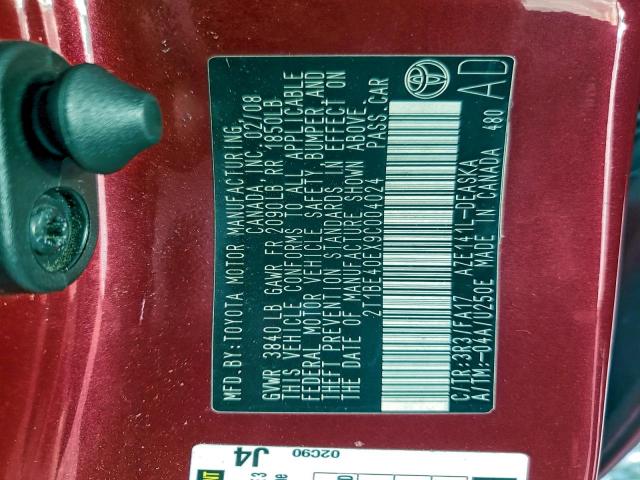 MFD.BY:TOYOTA MOTOR MANUFACTURING
CANADA INC. 02/08
GVWR 3840 LB GAWR FR 2090LB RR 1850LB
THIS VEHICLE CONFORMS TO ALL APPLICABLE
FEDERAL MOTOR VEHICLE SAFETY BUMPER AND
THEFT PREVENTION STANDARDS IN EFFECT ON
THE DATE OF MANUFACTURE SHOWN ABOVE.
2T1BE40EX9C004024 PASS.CAR
C/TR:3R3/FA17 AZE141L-DEASKA
A/TM:-04A/U250E MADE IN CANADA 480
AD
J4
02C90
NT